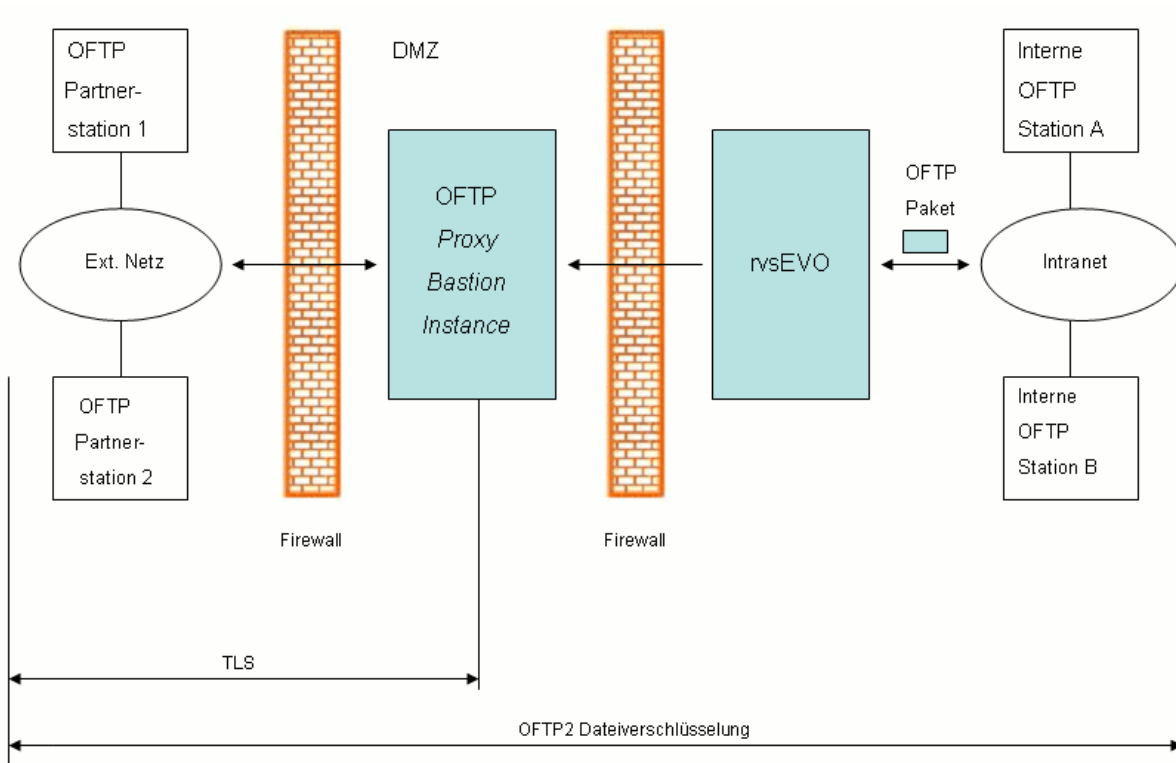 OFTP
Partner-
station 1
DMZ
Interne
OFTP
Station A
OFTP
Proxy
Bastion
Instance
OFTP
Paket
Ext. Netz
rvsEVO
Intranet
OFTP
Partner-
station 2
Interne
OFTP
Station B
Firewall
Firewall
TLS
OFTP2 Dateiverschlüsselung